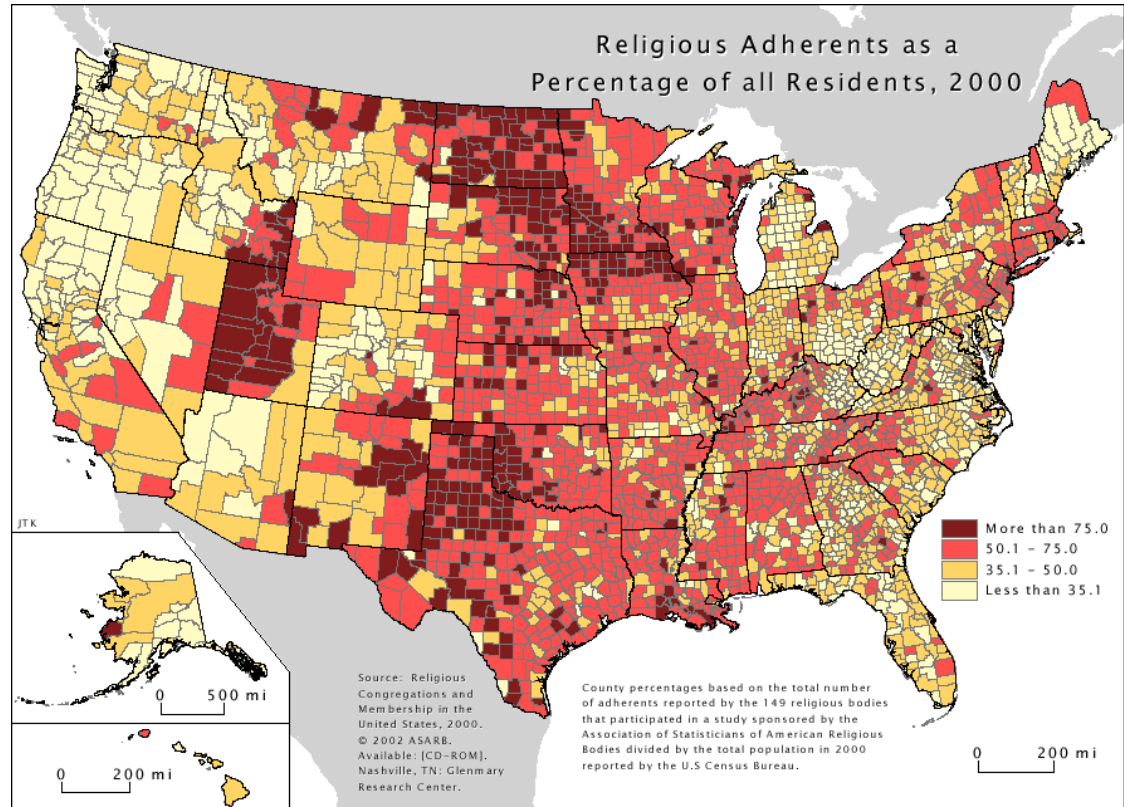 Religious Adherents as a
Percentage of all Residents, 2000
JTK
More than 75.0
50.1 – 75.0
35.1 – 50.0
Less than 35.1
0 500 mi
0 200 mi
Source: Religious
Congregations and
Membership in the
United States, 2000.
© 2002 ASARB.
Available: [CD-ROM].
Nashville, TN: Glenmary
Research Center.
County percentages based on the total number
of adherents reported by the 149 religious bodies
that participated in a study sponsored by the
Association of Statisticians of American Religious
Bodies divided by the total population in 2000
reported by the U.S Census Bureau.
0 200 mi